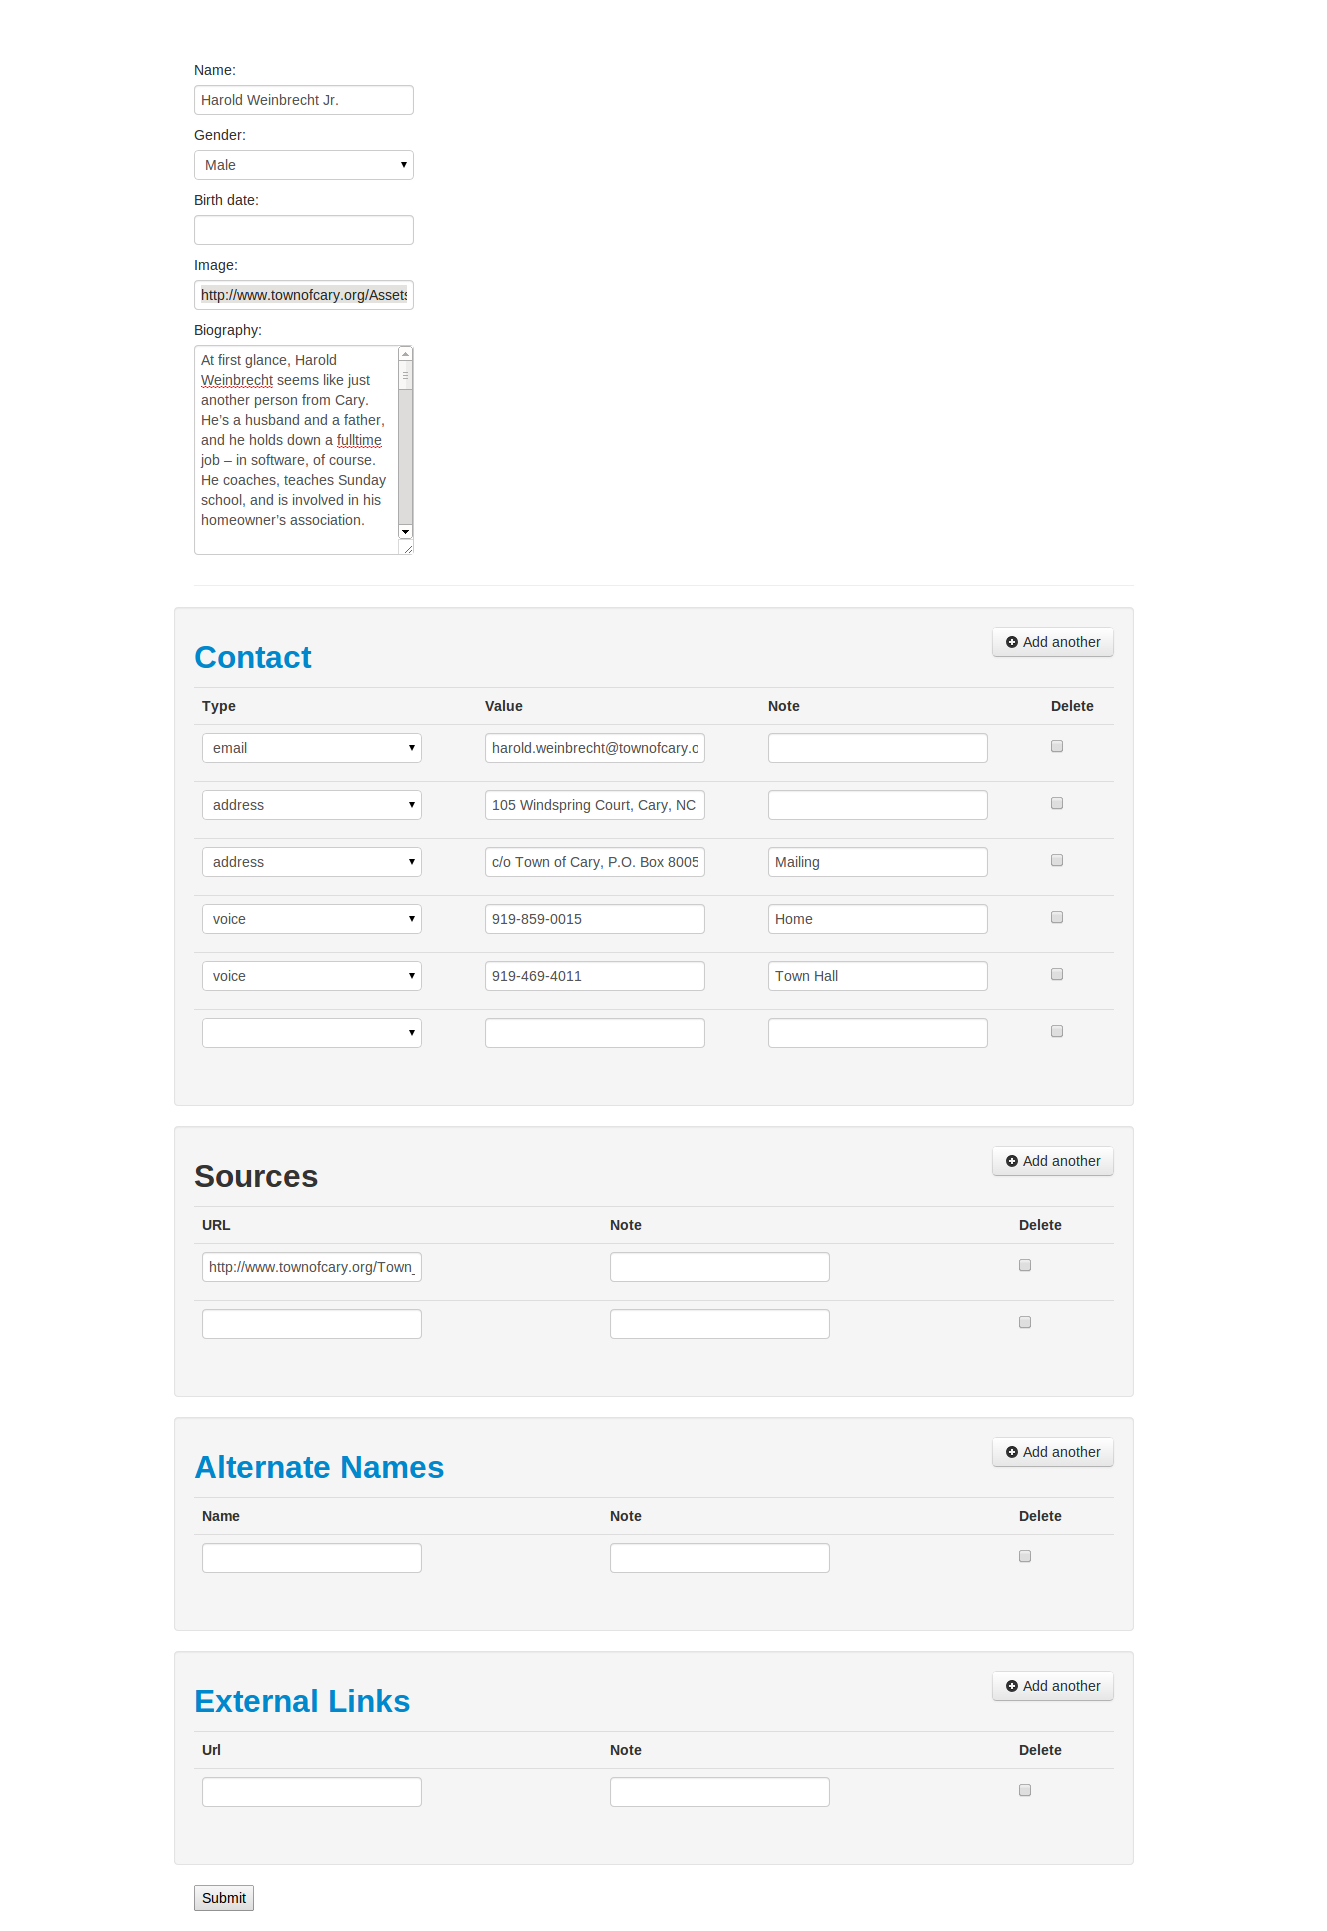 Name:
Harold Weinbrecht Jr.
Gender:
Male
Birth date:
Image:
http://www.townofcary.org/Assets
Biography:
At first glance, Harold
Weinbrecht seems like just
another person from Cary.
He’s a husband and a father,
and he holds down a fulltime
job – in software, of course.
He coaches, teaches Sunday
school, and is involved in his
homeowner’s association.
Contact
Add another
Type Value Note Delete
email harold.weinbrecht@townofcary.o
address 105 Windspring Court, Cary, NC
address c/o Town of Cary, P.O. Box 8005 Mailing
voice 919-859-0015 Home
voice 919-469-4011 Town Hall
Sources
Add another
URL Note Delete
http://www.townofcary.org/Town_
Alternate Names
Add another
Name Note Delete
External Links
Add another
Url Note Delete
Submit